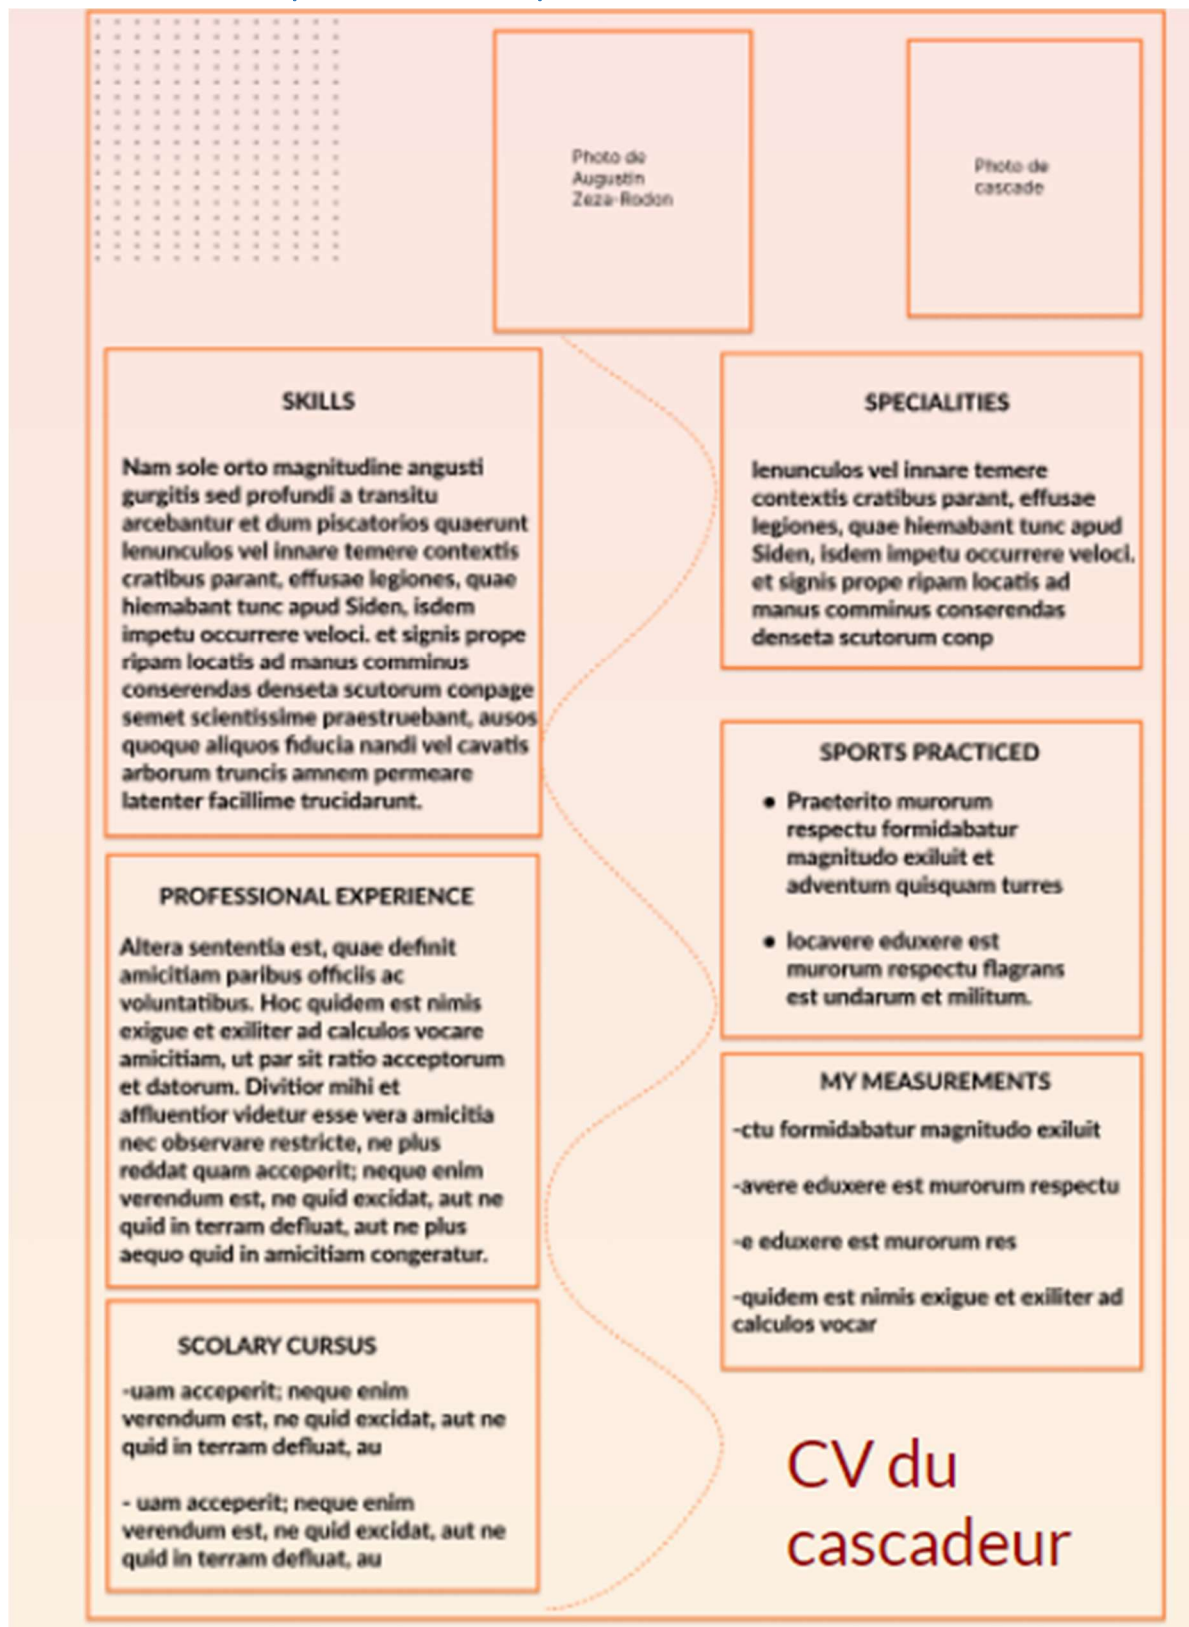 Photo de
Augustin
Zeza-Rodon
Photo de
cascade
SKILLS
Nam sole orto magnitudine angusti
gurgitis sed profundi a transitu
arcebantur et dum piscatorios quaerunt
lenunculos vel innare temere contextis
cratibus parant, effusae legiones, quae
hiemabant tunc apud Siden, isdem
impetu occurrere veloci. et signis prope
ripam locatis ad manus comminus
conserendas denseta scutorum conpage
semet scientissime praestruebant, ausos
quoque aliquos fiducia nandi vel cavatis
arborum truncis amnem permeare
latenter facillime trucidarunt.
PROFESSIONAL EXPERIENCE
Altera sententia est, quae definit
amicitiam paribus officiis ac
voluntatibus. Hoc quidem est nimis
exigue et exiliter ad calculos vocare
amicitiam, ut par sit ratio acceptorum
et datorum. Divitior mihi et
affluentior videtur esse vera amicitia
nec observare restricte, ne plus
reddat quam acceperit; neque enim
verendum est, ne quid excidat, aut ne
quid in terram defluat, aut ne plus
aequo quid in amicitiam congeratur.
SCOLARY CURSUS
-uam acceperit; neque enim
verendum est, ne quid excidat, aut ne
quid in terram defluat, au
- uam acceperit; neque enim
verendum est, ne quid excidat, aut ne
quid in terram defluat, au
SPECIALITIES
lenunculos vel innare temere
contextis cratibus parant, effusae
legiones, quae hiemabant tunc apud
Siden, isdem impetu occurrere veloci.
et signis prope ripam locatis ad
manus comminus conserendas
denseta scutorum conp
SPORTS PRACTICED
• Praeterito murorum
respectu formidabatur
magnitudo exiluit et
adventum quisquam turres
• locavere eduxere est
murorum respectu flagrans
est undarum et militum.
MY MEASUREMENTS
-ctu formidabatur magnitudo exiluit
-avere eduxere est murorum respectu
-e eduxere est murorum res
-quidem est nimis exigue et exiliter ad
calculos vocar
CV du
cascadeur